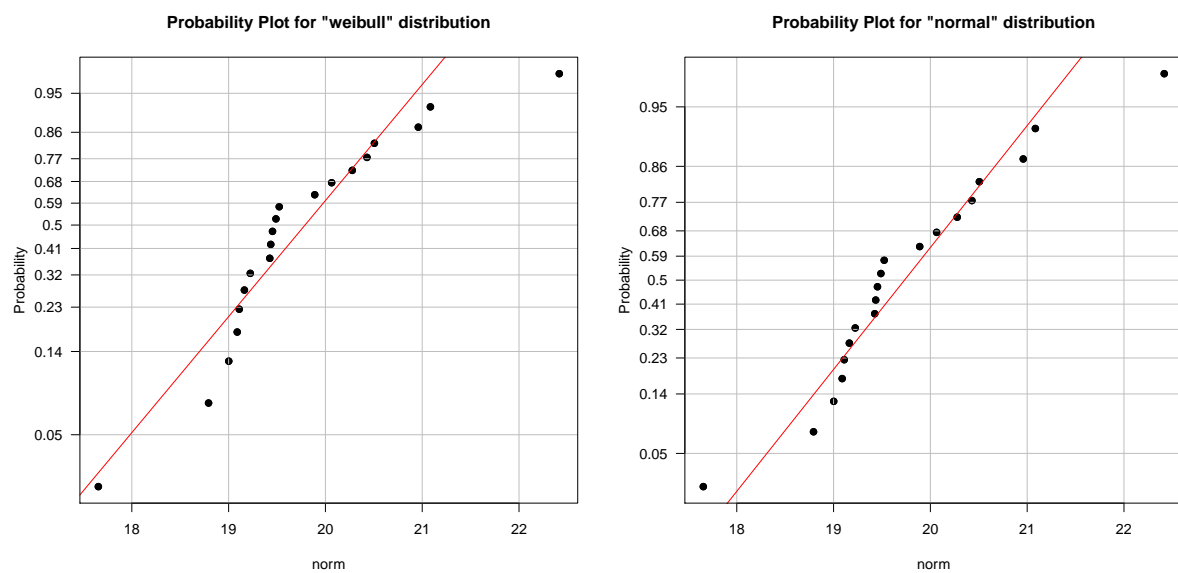 Probability Plot for "weibull" distribution
Probability
0.95
0.86
0.77
0.68
0.59
0.5
0.41
0.32
0.23
0.14
0.05
18 19 20 21 22
norm
Probability Plot for "normal" distribution
Probability
0.95
0.86
0.77
0.68
0.59
0.5
0.41
0.32
0.23
0.14
0.05
18 19 20 21 22
norm